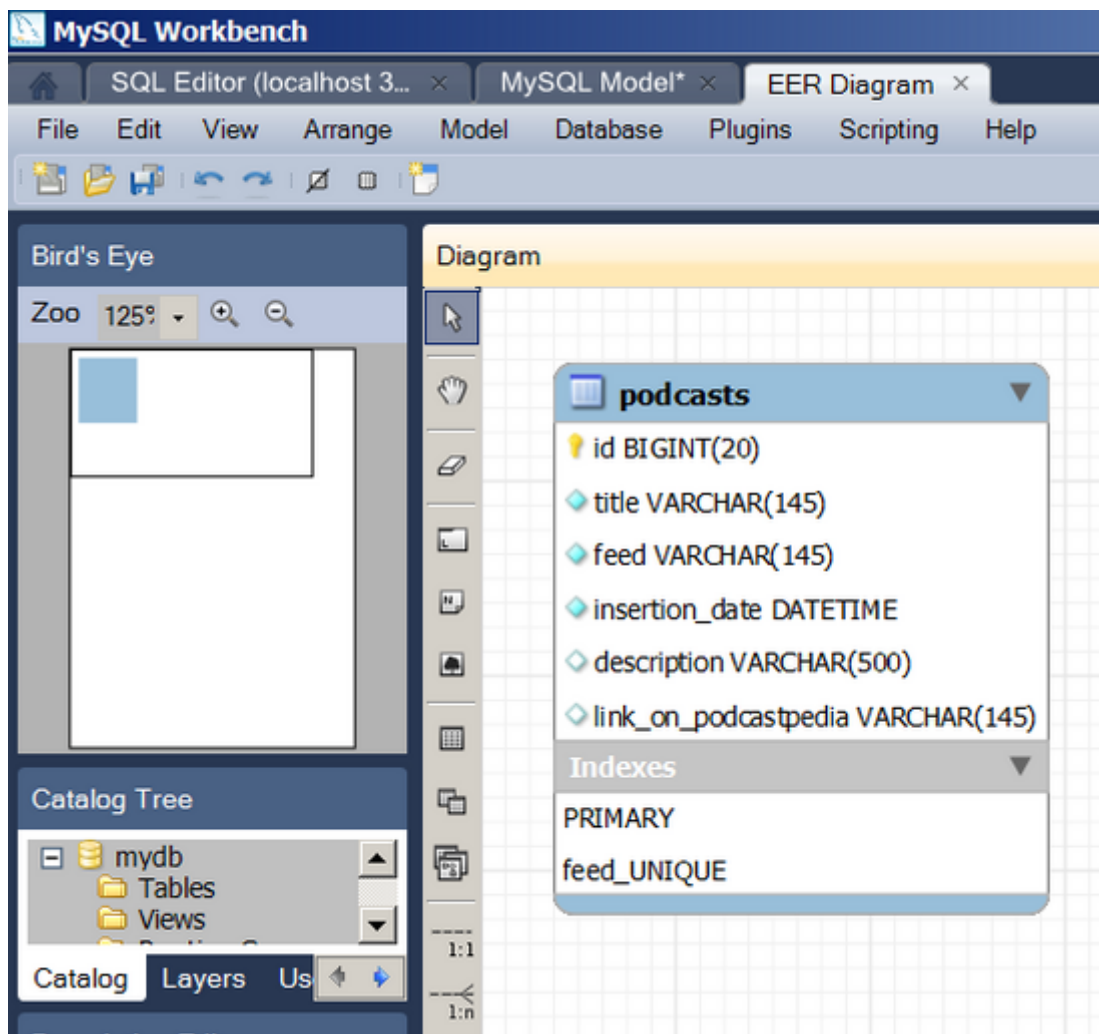 MySQL Workbench
SQL Editor (localhost 3... × MySQL Model* × EER Diagram ×
File Edit View Arrange Model Database Plugins Scripting Help
Bird's Eye
Zoo 125%
Diagram
podcasts
id BIGINT(20)
title VARCHAR(145)
feed VARCHAR(145)
insertion_date DATETIME
description VARCHAR(500)
link_on_podcastpedia VARCHAR(145)
Indexes
PRIMARY
feed_UNIQUE
Catalog Tree
mydb
Tables
Views
Catalog Layers Us
1:1
1:n